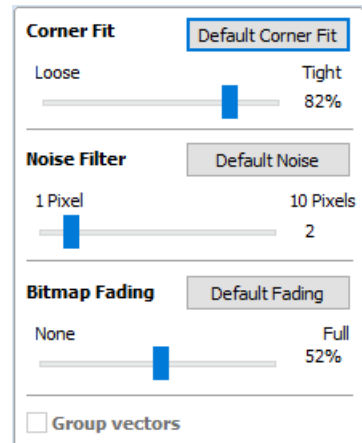 Corner Fit Default Corner Fit
Loose Tight
82%
Noise Filter Default Noise
1 Pixel 10 Pixels
2
Bitmap Fading Default Fading
None Full
52%
Group vectors